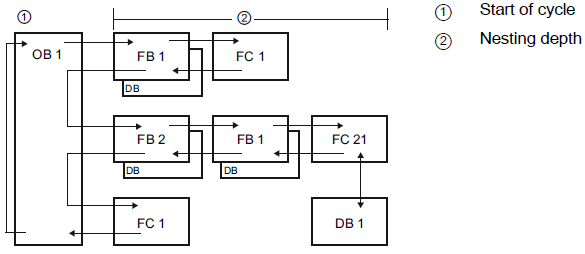 ① ② ① Start of cycle
② Nesting depth
OB 1 FB 1 FC 1
DB
FB 2 FB 1 FC 21
DB DB
FC 1 DB 1